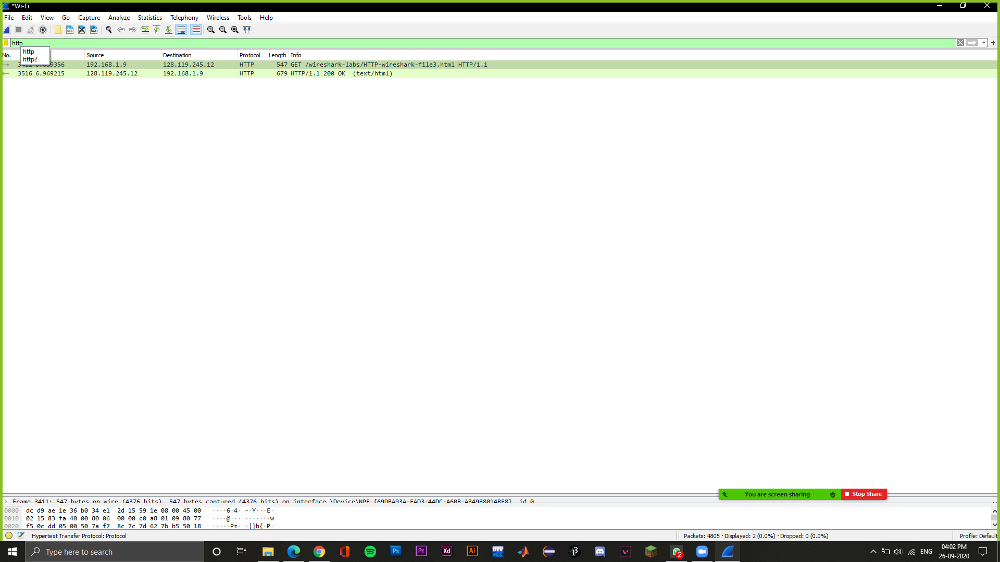 *Wi-Fi
File Edit View Go Capture Analyze Statistics Telephony Wireless Tools Help
http
http
http2
No. Source Destination Protocol Length Info
192.168.1.9 128.119.245.12 HTTP 547 GET /wireshark-labs/HTTP-wireshark-file3.html HTTP/1.1
3516 6.969215 128.119.245.12 192.168.1.9 HTTP 679 HTTP/1.1 200 OK (text/html)
You are screen sharing Stop Share
Frame 3411: 547 bytes on wire (4376 bits), 547 bytes captured (4376 bits) on interface \Device\NPF_{69DBA93A-FAD3-44DC-A60B-A349B8014BE8}, id 0
0000 dc d9 ae 1e 36 b0 34 e1 2d 15 59 1e 08 00 45 00 ····6·4· -·Y···E·
0010 02 15 83 fa 40 00 80 06 00 00 c0 a8 01 09 80 77 ····@··· ·······w
0020 f5 0c dd 05 00 50 7a f7 8c 7c 7d 62 7b b5 50 18 ·····Pz· ·|}b{·P·
Hypertext Transfer Protocol: Protocol Packets: 4805 · Displayed: 2 (0.0%) · Dropped: 0 (0.0%) Profile: Default
Type here to search Ps Pr Xd Ai DEV 2 ENG 04:02 PM
26-09-2020